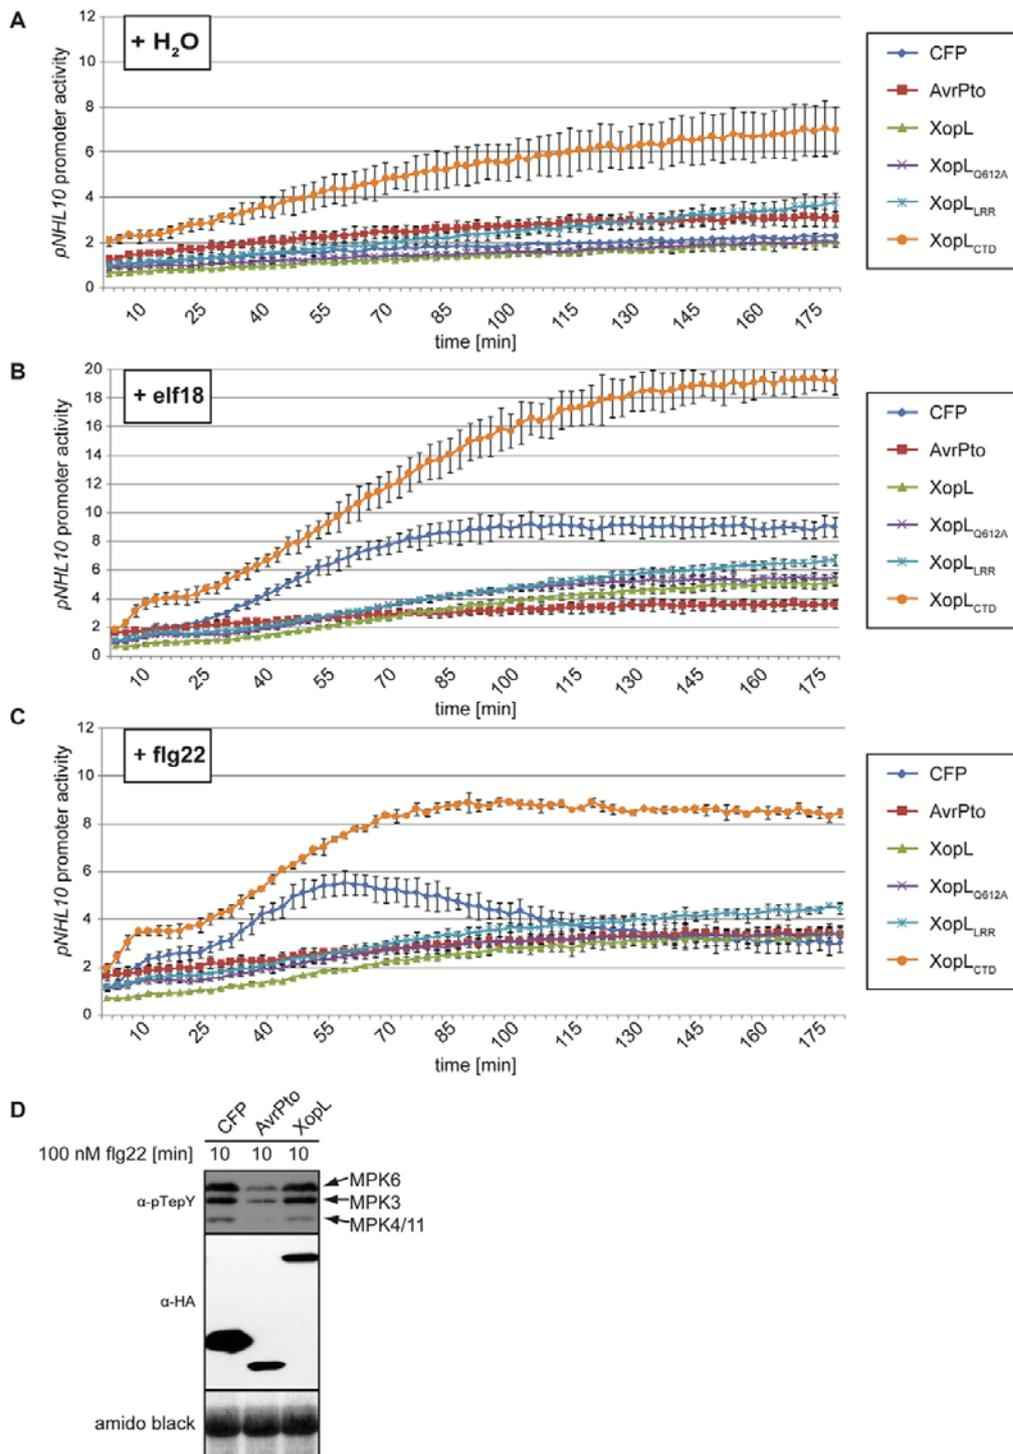 A
+ H2O
pNHL10 promoter activity
12
10
8
6
4
2
0
10 25 40 55 70 85 100 115 130 145 160 175
time [min]
CFP
AvrPto
XopL
XopLQ612A
XopLLRR
XopLCTD
B
+ elf18
pNHL10 promoter activity
20
18
16
14
12
10
8
6
4
2
0
10 25 40 55 70 85 100 115 130 145 160 175
time [min]
CFP
AvrPto
XopL
XopLQ612A
XopLLRR
XopLCTD
C
+ flg22
pNHL10 promoter activity
12
10
8
6
4
2
0
10 25 40 55 70 85 100 115 130 145 160 175
time [min]
CFP
AvrPto
XopL
XopLQ612A
XopLLRR
XopLCTD
D
CFP AvrPto XopL
100 nM flg22 [min] 10 10 10
α-pTepY
MPK6
MPK3
MPK4/11
α-HA
amido black